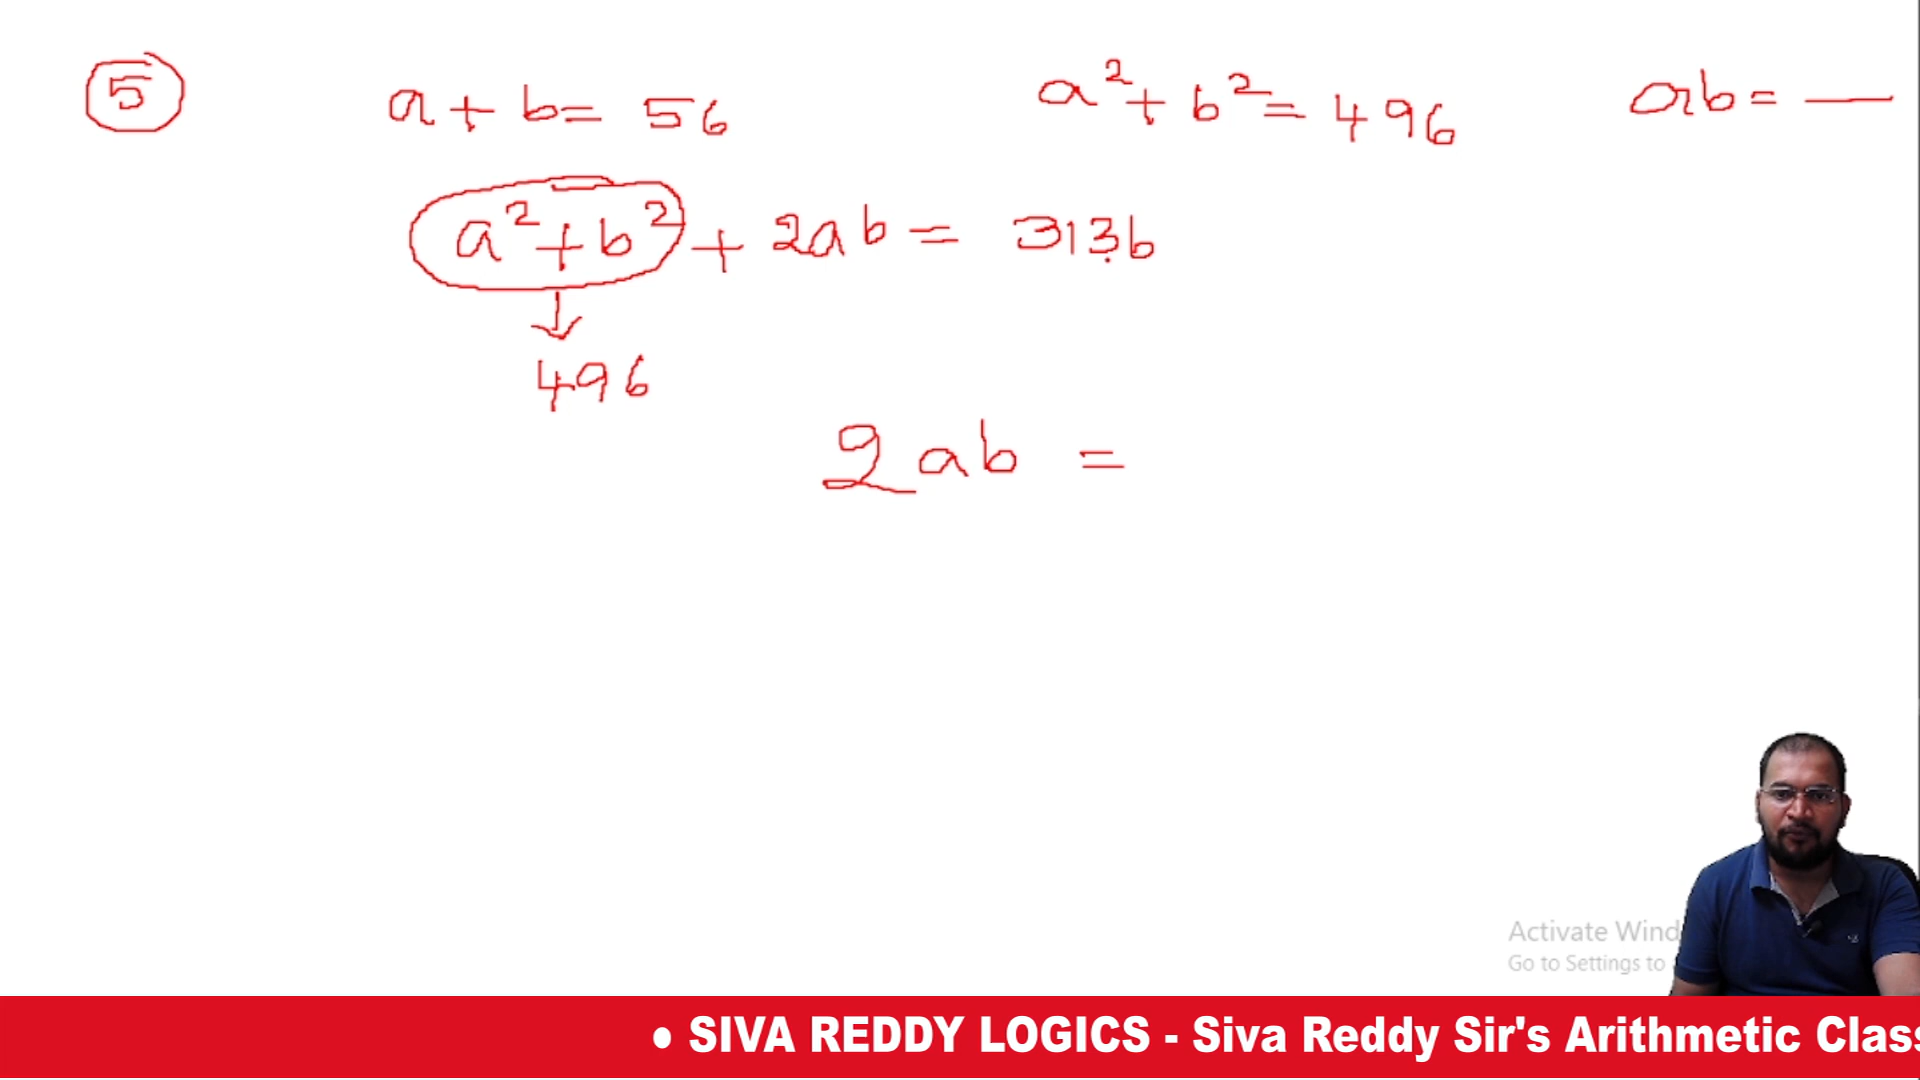 5 a + b = 56 a² + b² = 496 ab = —
a² + b² + 2ab = 3136
↓
496
2ab =
Activate Wind
Go to Settings to
• SIVA REDDY LOGICS - Siva Reddy Sir's Arithmetic Class